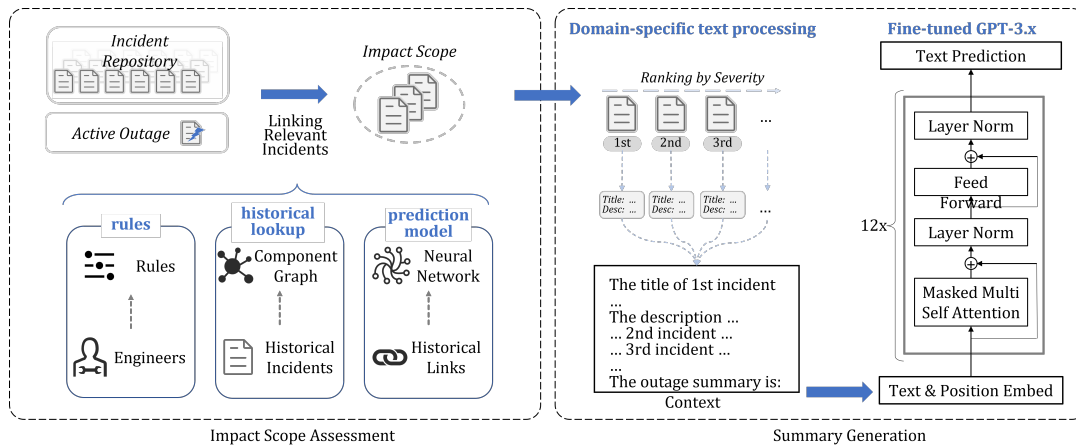 Incident
Repository
Active Outage
Linking
Relevant
Incidents
Impact Scope
rules
Rules
Engineers
historical
lookup
Component
Graph
Historical
Incidents
prediction
model
Neural
Network
Historical
Links
Impact Scope Assessment
Domain-specific text processing
Ranking by Severity
1st
2nd
3rd
...
Title: ...
Desc: ...
Title: ...
Desc: ...
Title: ...
Desc: ...
...
The title of 1st incident
...
The description ...
... 2nd incident ...
... 3rd incident ...
...
The outage summary is:
Context
Fine-tuned GPT-3.x
Text Prediction
Layer Norm
Feed
Forward
12x
Layer Norm
Masked Multi
Self Attention
Text & Position Embed
Summary Generation